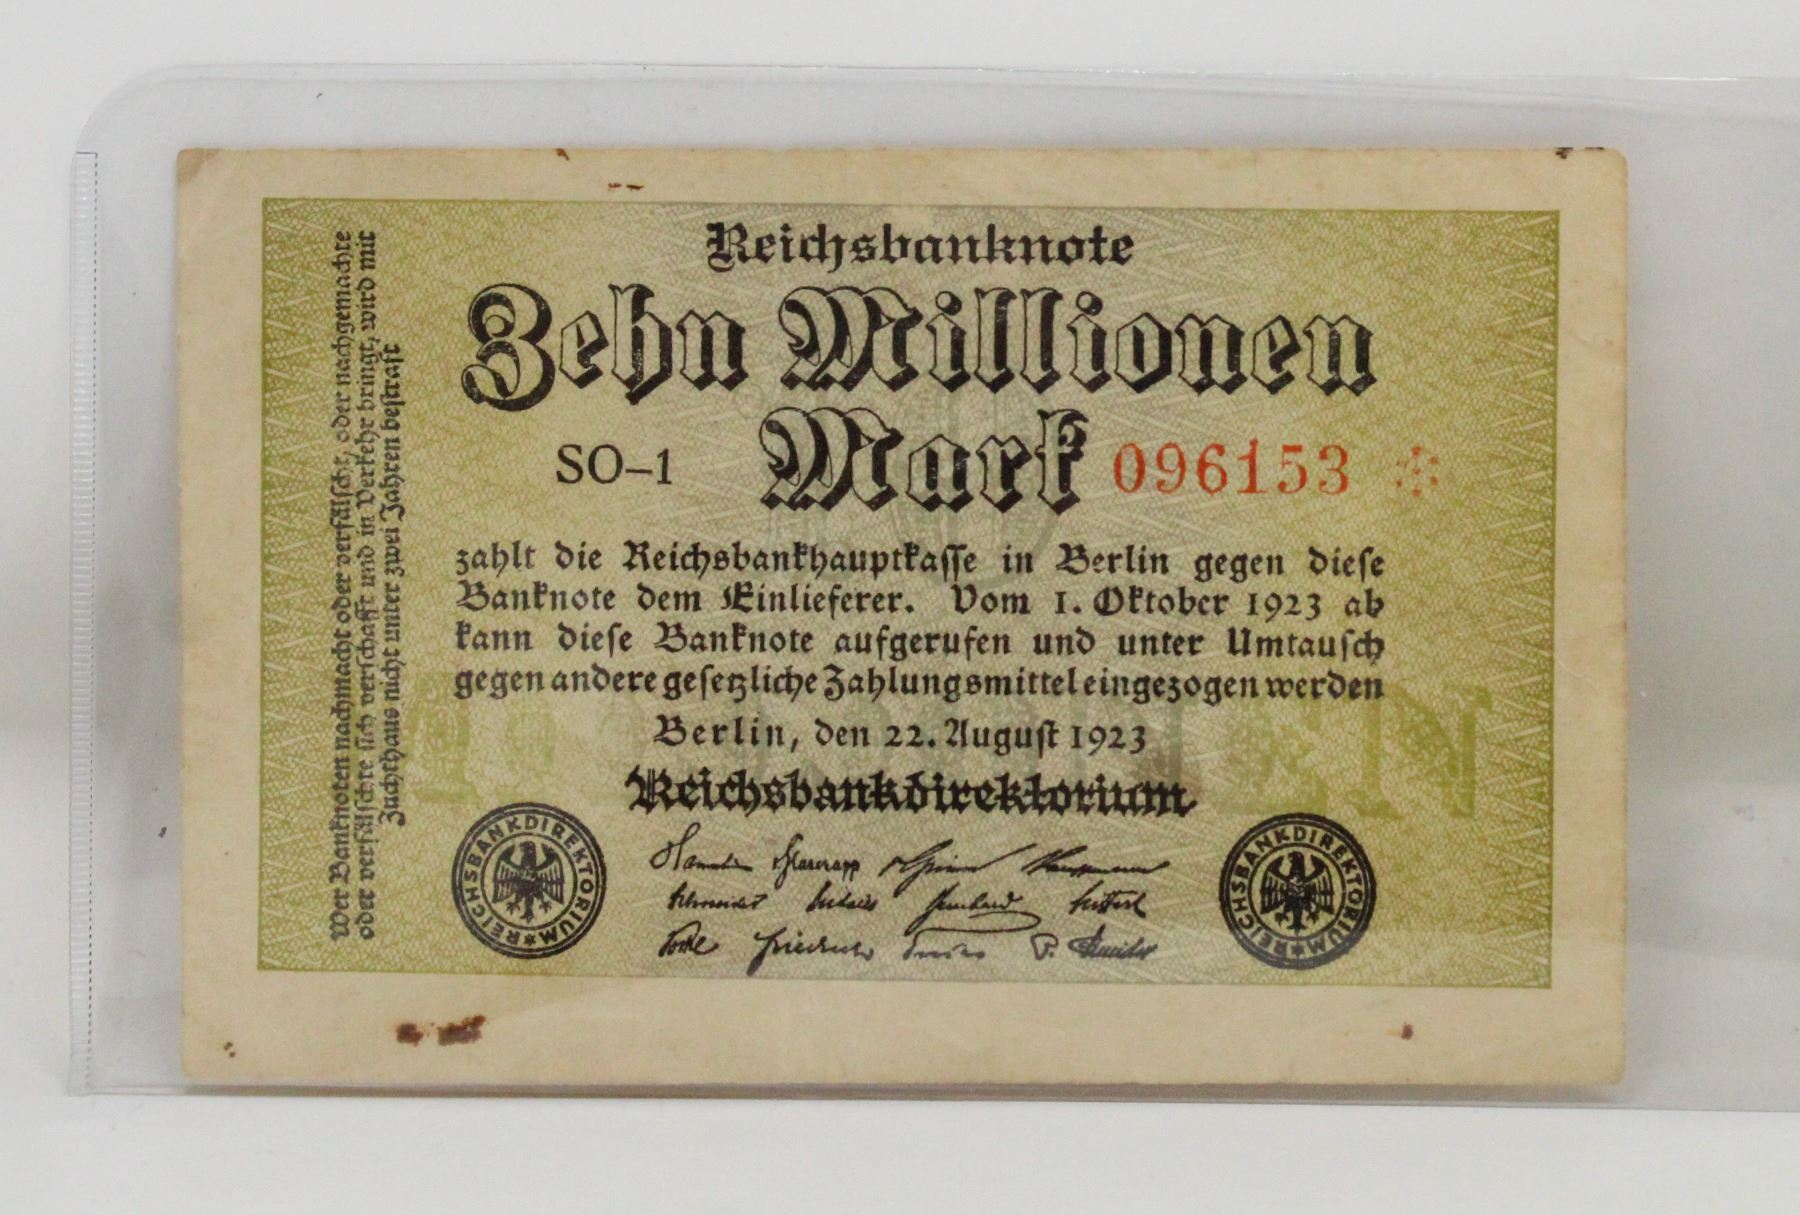 Reichsbanknote
Zehn Millionen
Mark
SO-1
096153 *
zahlt die Reichsbankhauptkasse in Berlin gegen diese
Banknote dem Einlieferer. Vom 1. Oktober 1923 ab
kann diese Banknote aufgerufen und unter Umtausch
gegen andere gesetzliche Zahlungsmittel eingezogen werden
Berlin, den 22. August 1923
Reichsbankdirektorium
REICHSBANKDIREKTORIUM*
REICHSBANKDIREKTORIUM*
Wer Banknoten nachmacht oder verfälscht, oder nachgemachte
oder verfälschte sich verschafft und in Verkehr bringt, wird mit
Zuchthaus nicht unter zwei Jahren bestraft